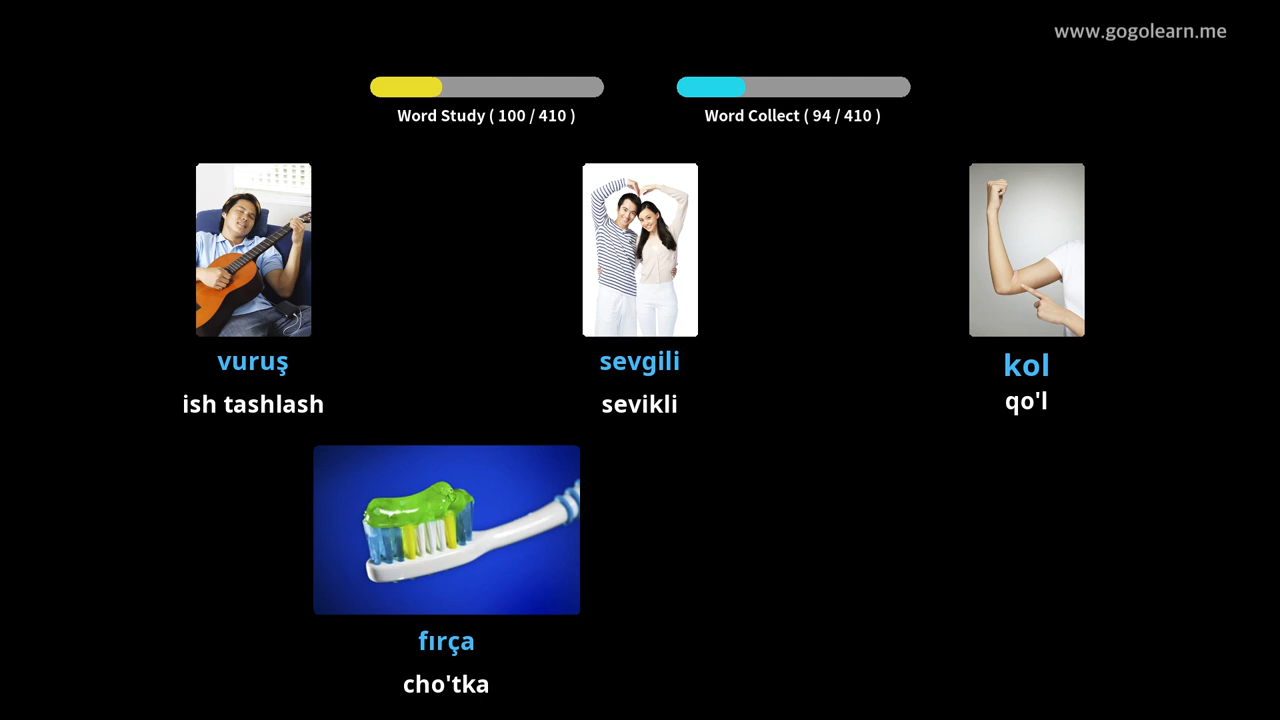 www.gogolearn.me
Word Study ( 100 / 410 )
Word Collect ( 94 / 410 )
vuruş
ish tashlash
sevgili
sevikli
kol
qo'l
fırça
cho'tka